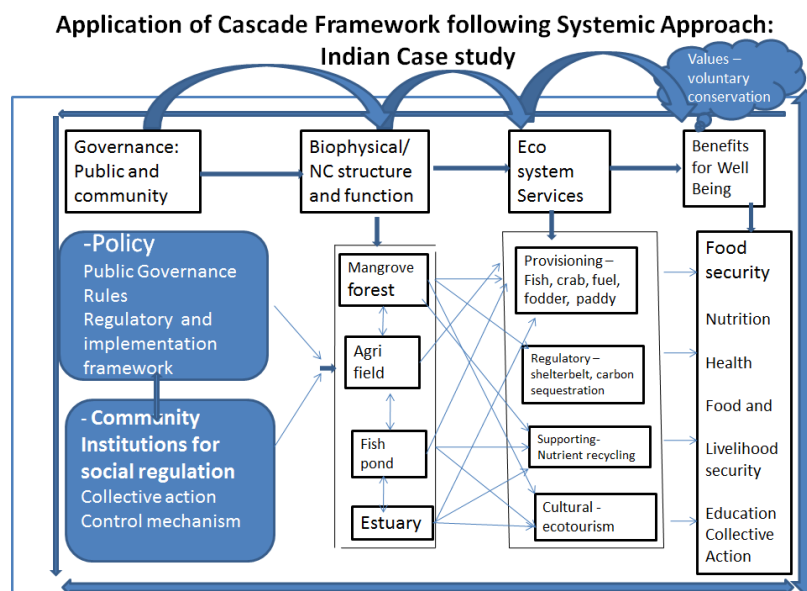 Application of Cascade Framework following Systemic Approach:
Indian Case study
Values –
voluntary
conservation
Governance:
Public and
community
Biophysical/
NC structure
and function
Eco
system
Services
Benefits
for Well
Being
-Policy
Public Governance
Rules
Regulatory and
implementation
framework
- Community
Institutions for
social regulation
Collective action
Control mechanism
Mangrove
forest
Agri
field
Fish
pond
Estuary
Provisioning –
Fish, crab, fuel,
fodder, paddy
Regulatory –
shelterbelt, carbon
sequestration
Supporting-
Nutrient recycling
Cultural -
ecotourism
Food
security
Nutrition
Health
Food and
Livelihood
security
Education
Collective
Action